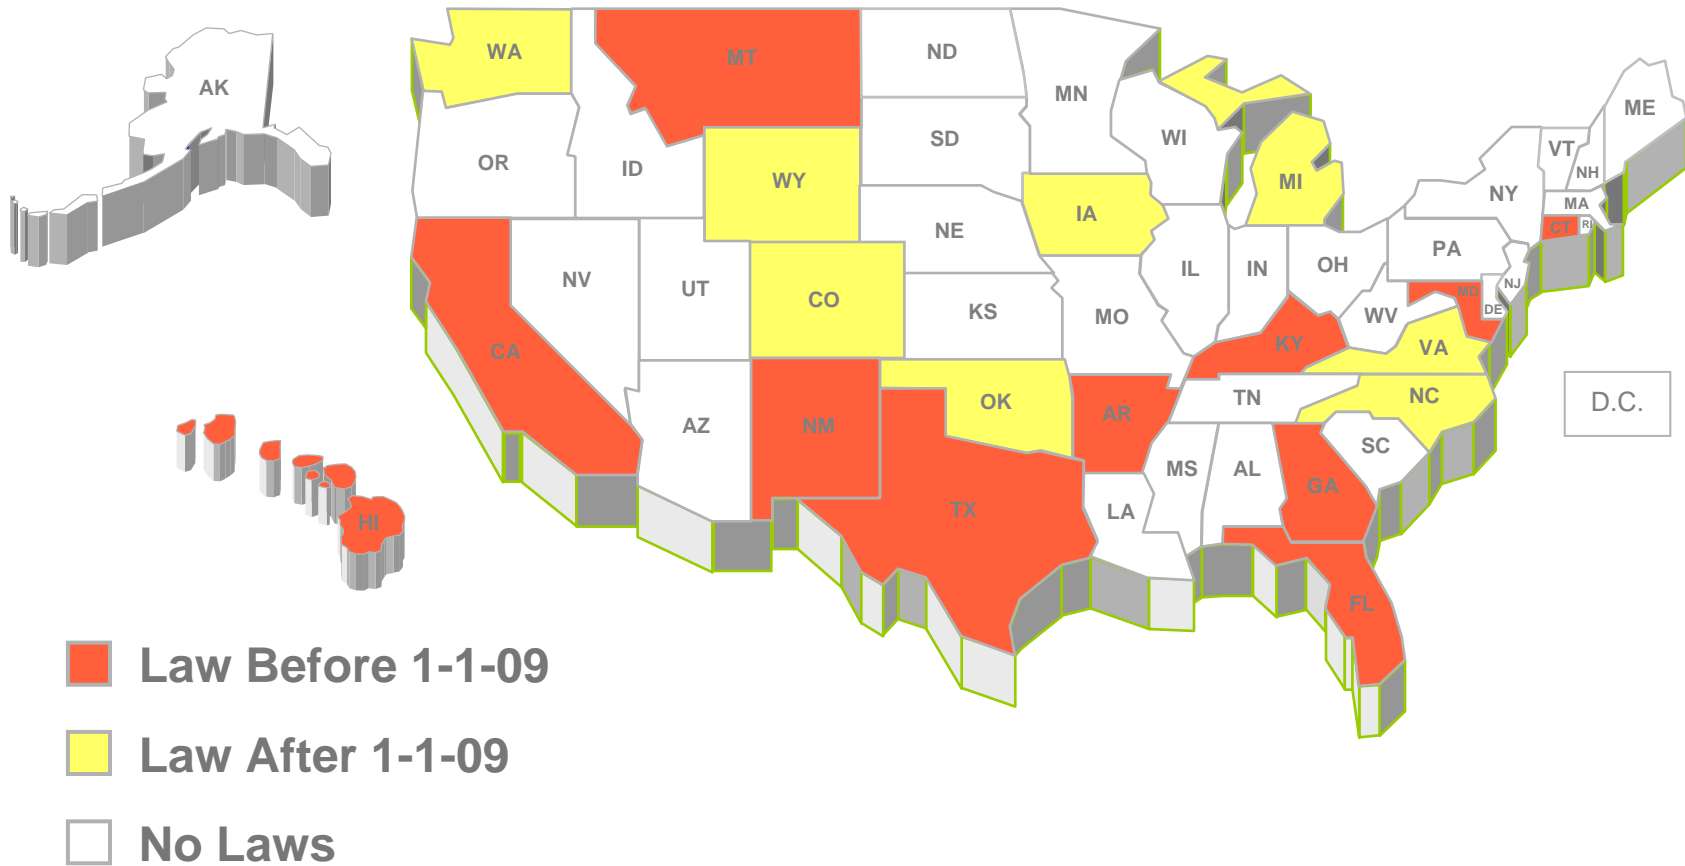 AK
WA
MT
ND
MN
WI
MI
ME
VT
NH
NY
MA
CT
RI
OR
ID
WY
SD
IA
NE
IL
IN
OH
PA
NJ
MD
DE
WV
VA
NV
UT
CO
KS
MO
KY
CA
AZ
NM
OK
AR
TN
NC
SC
D.C.
TX
LA
MS
AL
GA
FL
HI
Law Before 1-1-09
Law After 1-1-09
No Laws